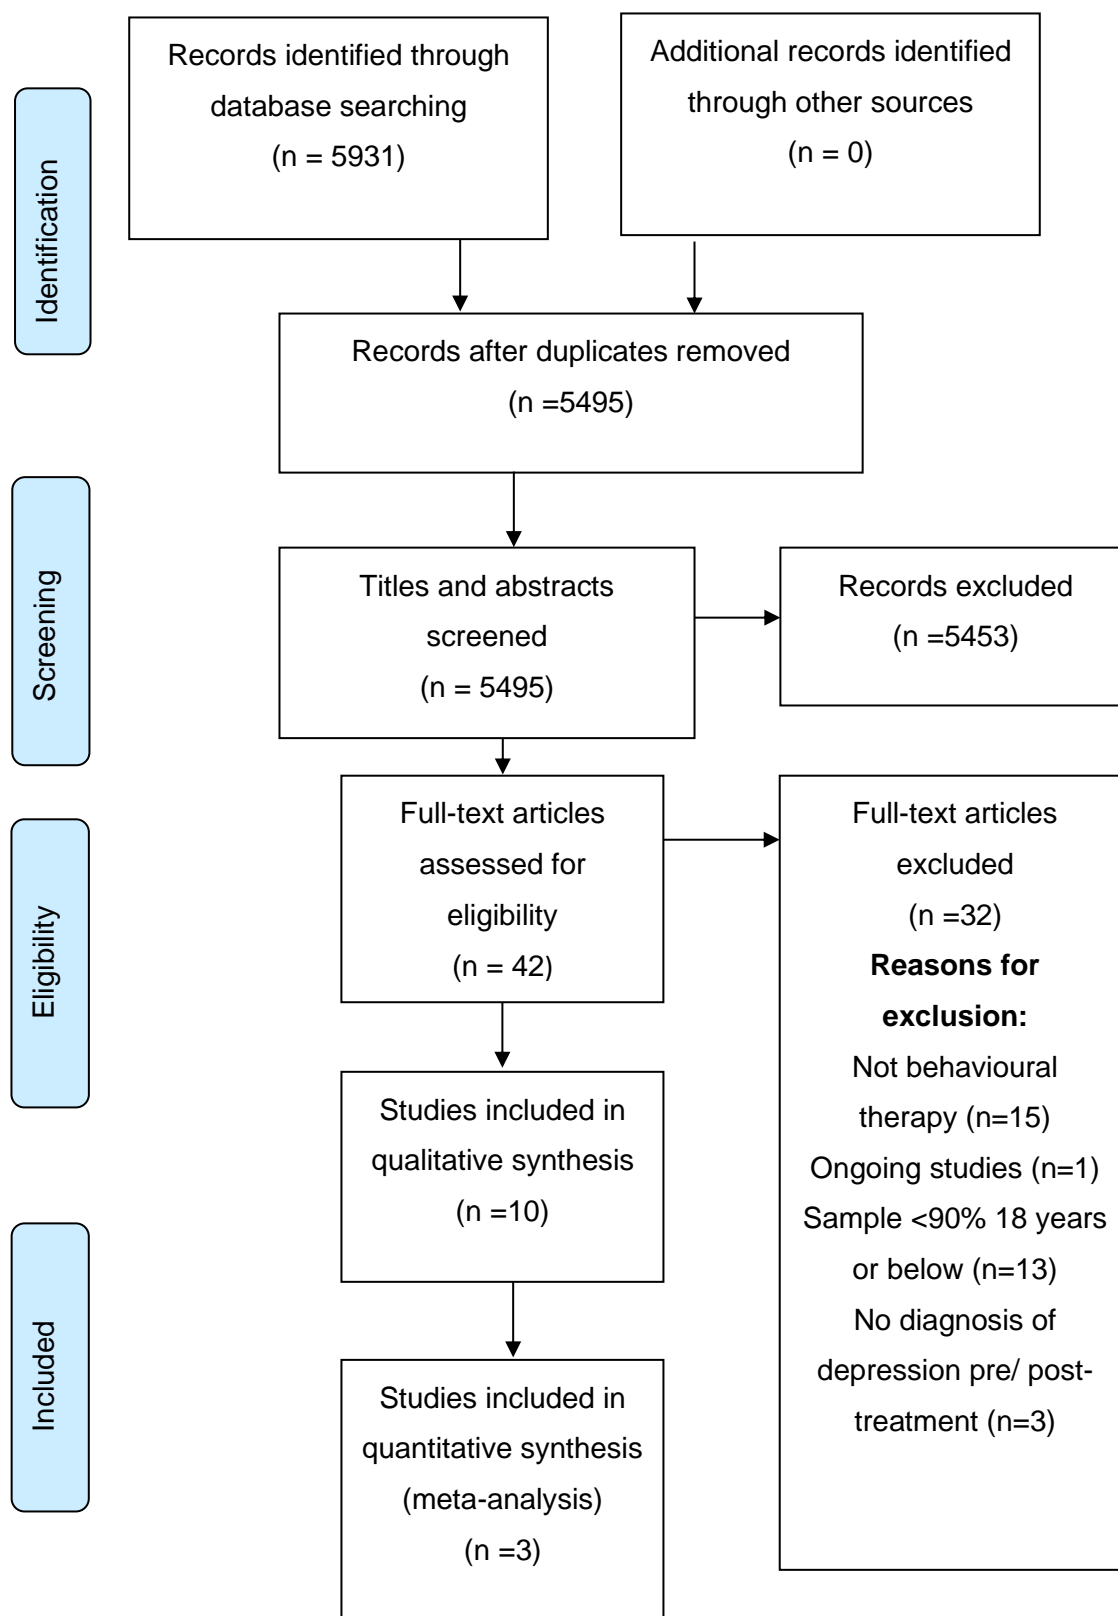 Identification
Records identified through
database searching
(n = 5931)
Additional records identified
through other sources
(n = 0)
Records after duplicates removed
(n =5495)
Screening
Titles and abstracts
screened
(n = 5495)
Records excluded
(n =5453)
Eligibility
Full-text articles
assessed for
eligibility
(n = 42)
Full-text articles
excluded
(n =32)
Reasons for
exclusion:
Not behavioural
therapy (n=15)
Ongoing studies (n=1)
Sample <90% 18 years
or below (n=13)
No diagnosis of
depression pre/ post-
treatment (n=3)
Studies included in
qualitative synthesis
(n =10)
Included
Studies included in
quantitative synthesis
(meta-analysis)
(n =3)